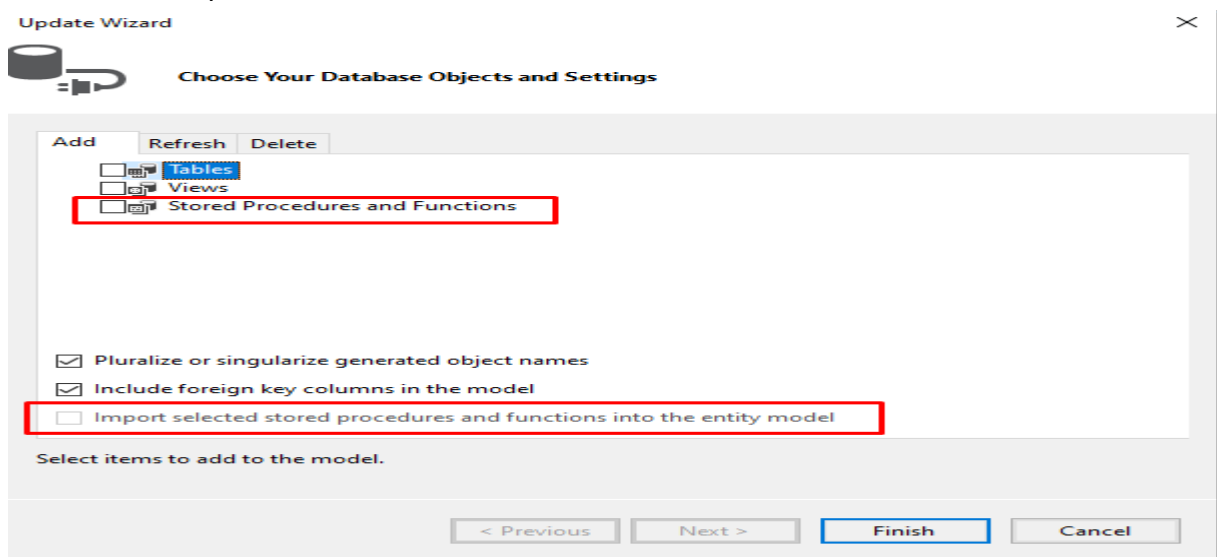 Update Wizard
Choose Your Database Objects and Settings
Add Refresh Delete
Tables
Views
Stored Procedures and Functions
Pluralize or singularize generated object names
Include foreign key columns in the model
Import selected stored procedures and functions into the entity model
Select items to add to the model.
< Previous Next > Finish Cancel